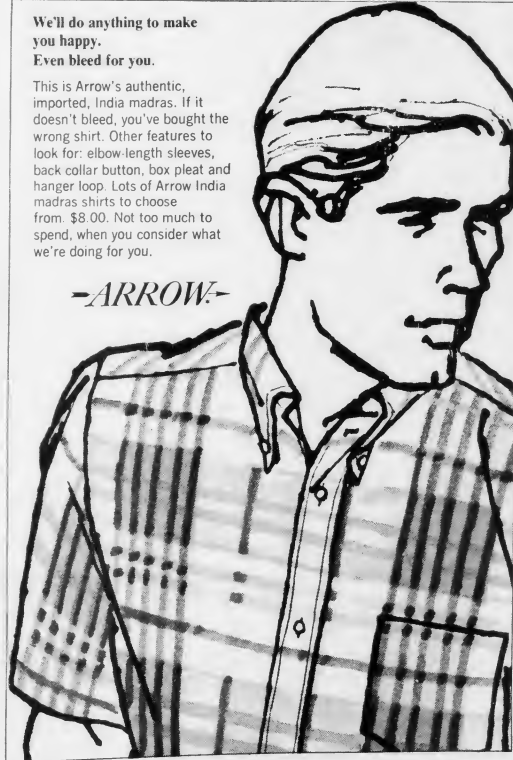 We'll do anything to make
you happy.
Even bleed for you.
This is Arrow's authentic,
imported, India madras. If it
doesn't bleed, you've bought the
wrong shirt. Other features to
look for: elbow-length sleeves,
back collar button, box pleat and
hanger loop. Lots of Arrow India
madras shirts to choose
from. $8.00. Not too much to
spend, when you consider what
we're doing for you.
-ARROW-